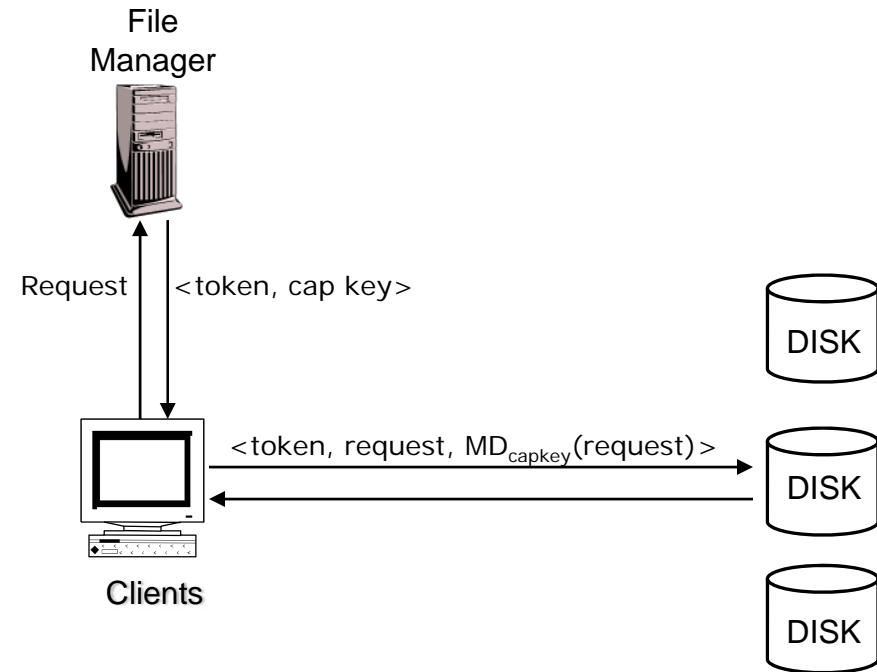 File
Manager
Request
<token, cap key>
DISK
<token, request, MDcapkey(request)>
DISK
Clients
DISK